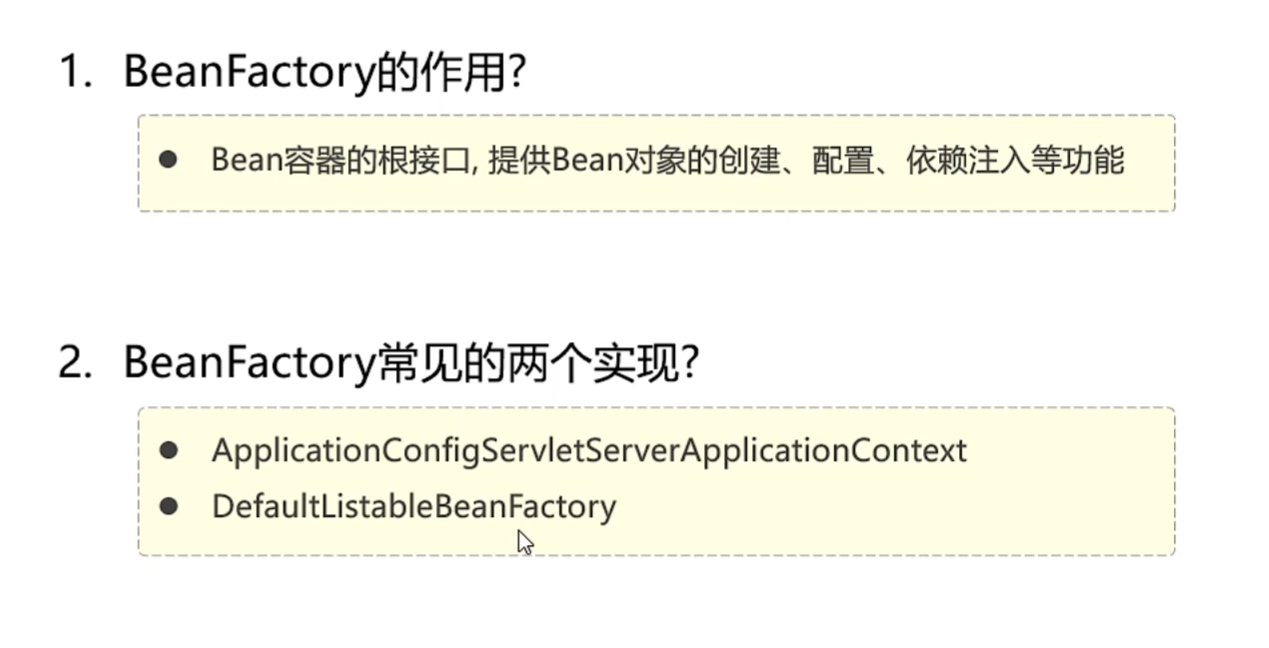 1. BeanFactory的作用?
● Bean容器的根接口, 提供Bean对象的创建、配置、依赖注入等功能
2. BeanFactory常见的两个实现?
● ApplicationConfigServletServerApplicationContext
● DefaultListableBeanFactory